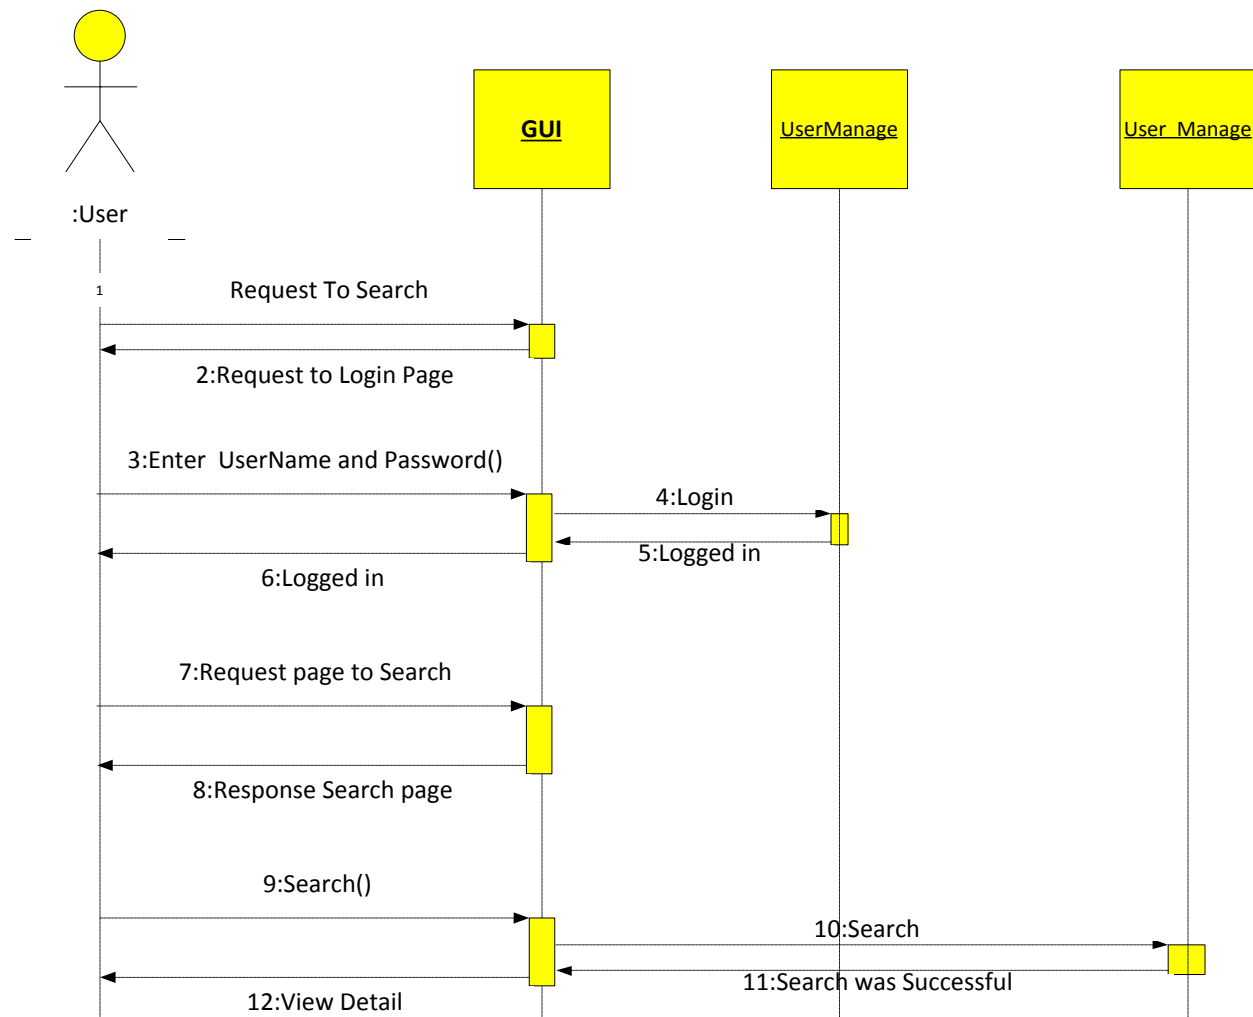 GUI
UserManage
User Manage
:User
1
Request To Search
2:Request to Login Page
3:Enter UserName and Password()
4:Login
5:Logged in
6:Logged in
7:Request page to Search
8:Response Search page
9:Search()
10:Search
11:Search was Successful
12:View Detail